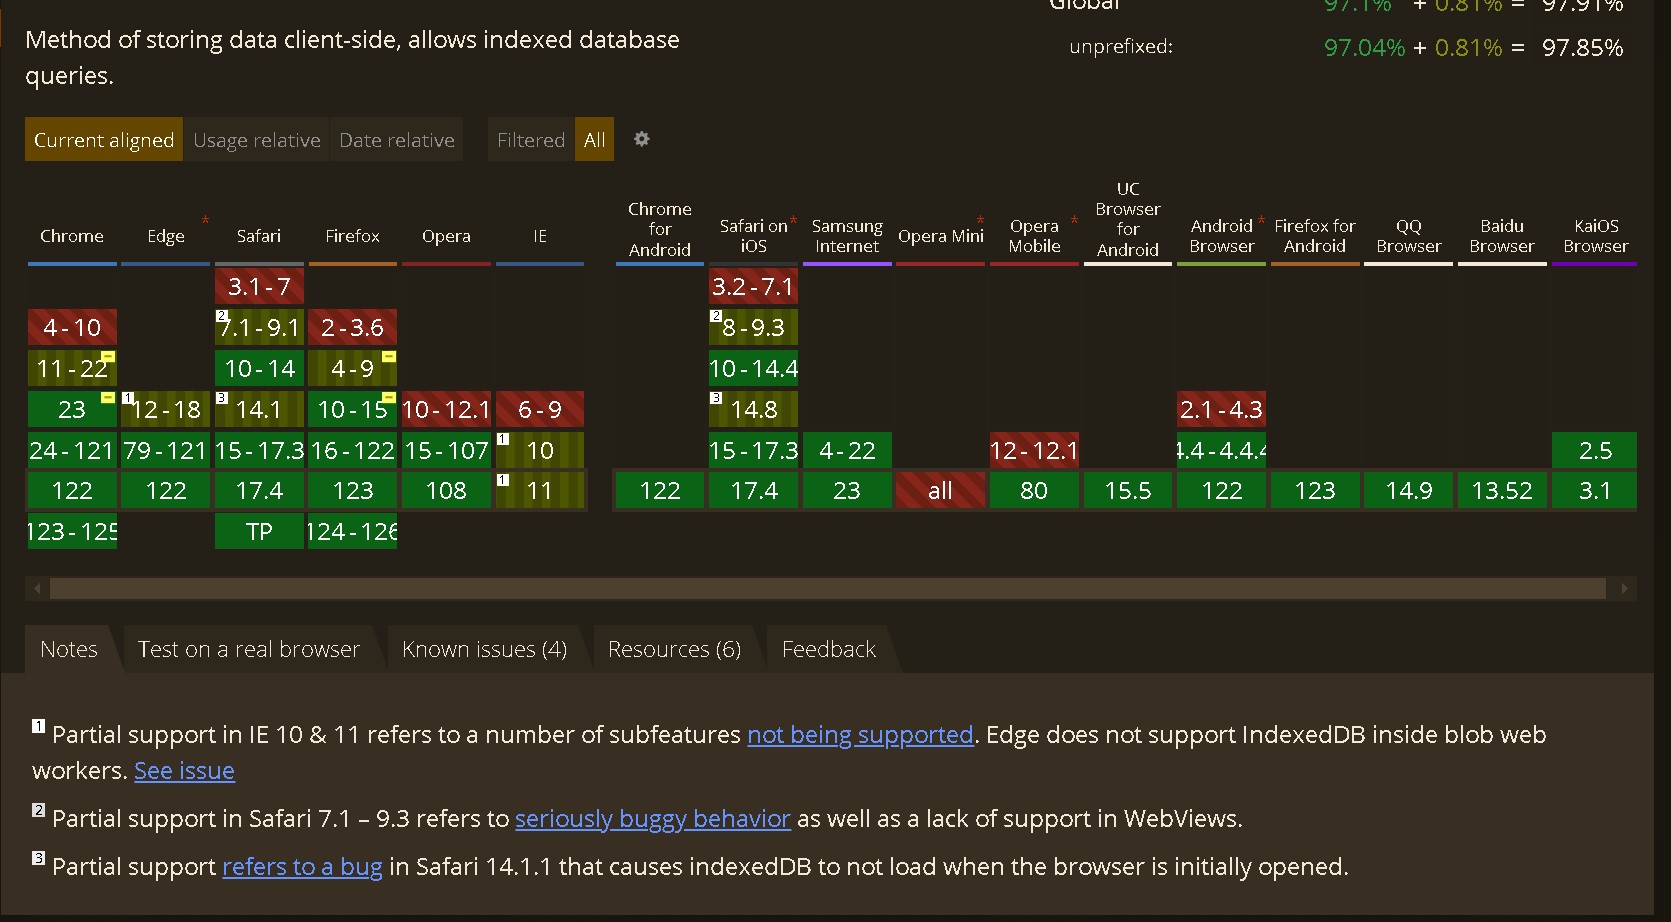 Global 97.1% + 0.81% = 97.91%
Method of storing data client-side, allows indexed database
queries.
unprefixed: 97.04% + 0.81% = 97.85%
Current aligned Usage relative Date relative Filtered All
Chrome Edge * Safari Firefox Opera IE
Chrome for Android Safari on iOS * Samsung Internet Opera Mini * Opera Mobile * UC Browser for Android Android Browser * Firefox for Android QQ Browser Baidu Browser KaiOS Browser
3.1-7 3.2-7.1
4-10 2 7.1-9.1 2-3.6 2 8-9.3
11-22 10-14 4-9 10-14.4
23 1 12-18 3 14.1 10-15 10-12.1 6-9 3 14.8 2.1-4.3
24-121 79-121 15-17.3 16-122 15-107 1 10 15-17.3 4-22 12-12.1 4.4-4.4.4 2.5
122 122 17.4 123 108 1 11 122 17.4 23 all 80 15.5 122 123 14.9 13.52 3.1
123-125 TP 124-126
Notes Test on a real browser Known issues (4) Resources (6) Feedback
1 Partial support in IE 10 & 11 refers to a number of subfeatures not being supported. Edge does not support IndexedDB inside blob web
workers. See issue
2 Partial support in Safari 7.1 – 9.3 refers to seriously buggy behavior as well as a lack of support in WebViews.
3 Partial support refers to a bug in Safari 14.1.1 that causes indexedDB to not load when the browser is initially opened.